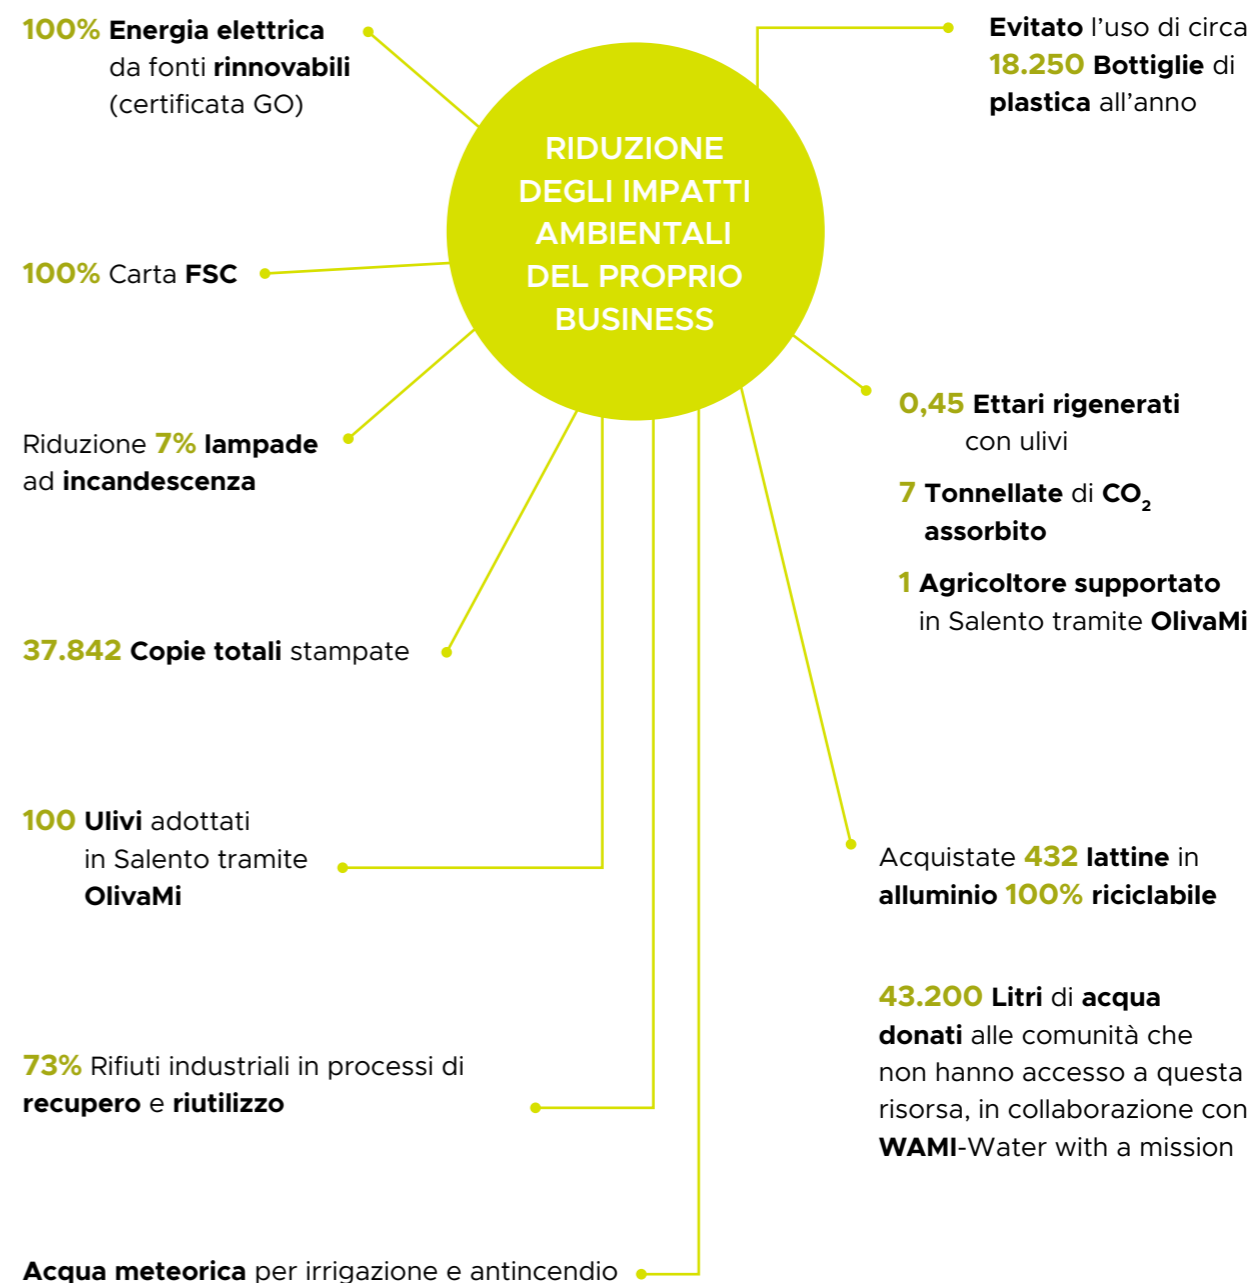 100% Energia elettrica
da fonti rinnovabili
(certificata GO)
100% Carta FSC
Riduzione 7% lampade
ad incandescenza
37.842 Copie totali stampate
100 Ulivi adottati
in Salento tramite
OlivaMi
73% Rifiuti industriali in processi di
recupero e riutilizzo
Acqua meteorica per irrigazione e antincendio
RIDUZIONE
DEGLI IMPATTI
AMBIENTALI
DEL PROPRIO
BUSINESS
Evitato l'uso di circa
18.250 Bottiglie di
plastica all'anno
0,45 Ettari rigenerati
con ulivi
7 Tonnellate di CO₂
assorbito
1 Agricoltore supportato
in Salento tramite OlivaMi
Acquistate 432 lattine in
alluminio 100% riciclabile
43.200 Litri di acqua
donati alle comunità che
non hanno accesso a questa
risorsa, in collaborazione con
WAMI-Water with a mission